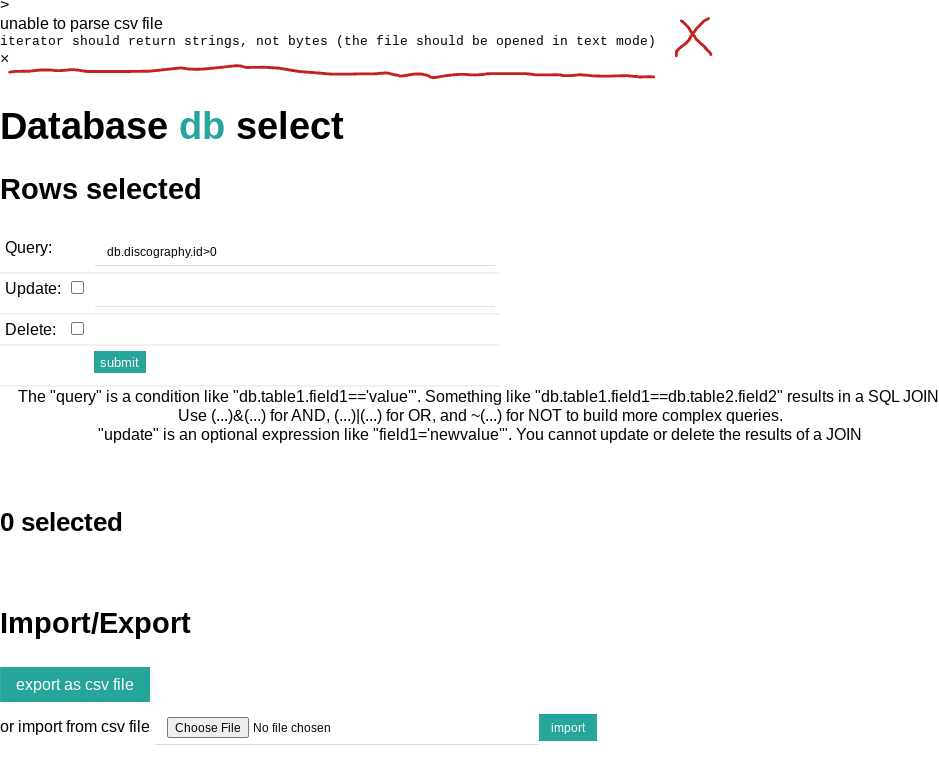 >
unable to parse csv file
iterator should return strings, not bytes (the file should be opened in text mode)
×
Database db select
Rows selected
Query: db.discography.id>0
Update:
Delete:
submit
The "query" is a condition like "db.table1.field1=='value'". Something like "db.table1.field1==db.table2.field2" results in a SQL JOIN
Use (...)&(...) for AND, (...)|(...) for OR, and ~(...) for NOT to build more complex queries.
"update" is an optional expression like "field1='newvalue'". You cannot update or delete the results of a JOIN
0 selected
Import/Export
export as csv file
or import from csv file Choose File No file chosen import